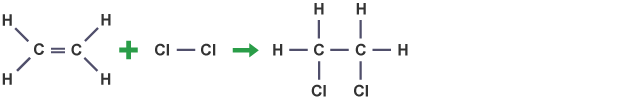 H H H H
C = C + Cl — Cl → H — C — C — H
H H Cl Cl